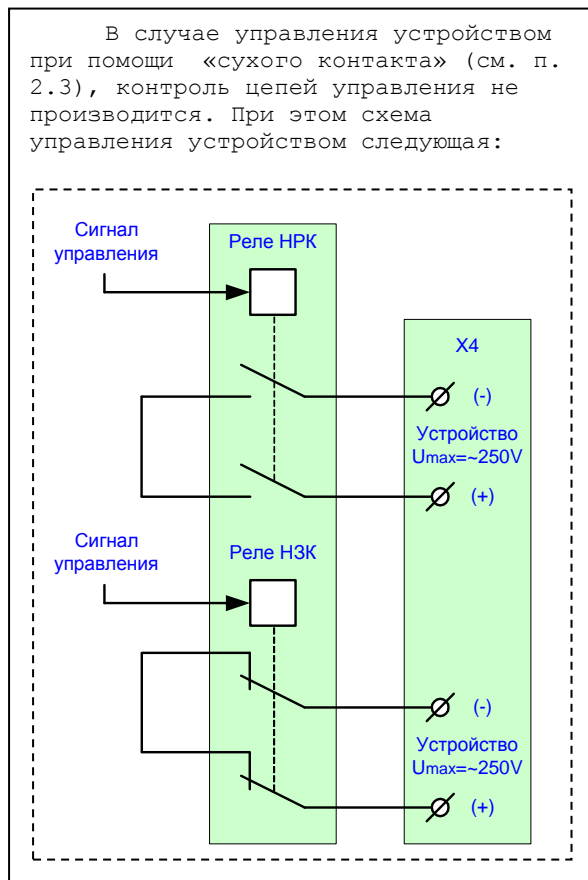 В случае управления устройством
при помощи «сухого контакта» (см. п.
2.3), контроль цепей управления не
производится. При этом схема
управления устройством следующая:
Сигнал
управления
Реле НРК
X4
(-)
Устройство
Umax=~250V
(+)
Сигнал
управления
Реле НЗК
(-)
Устройство
Umax=~250V
(+)